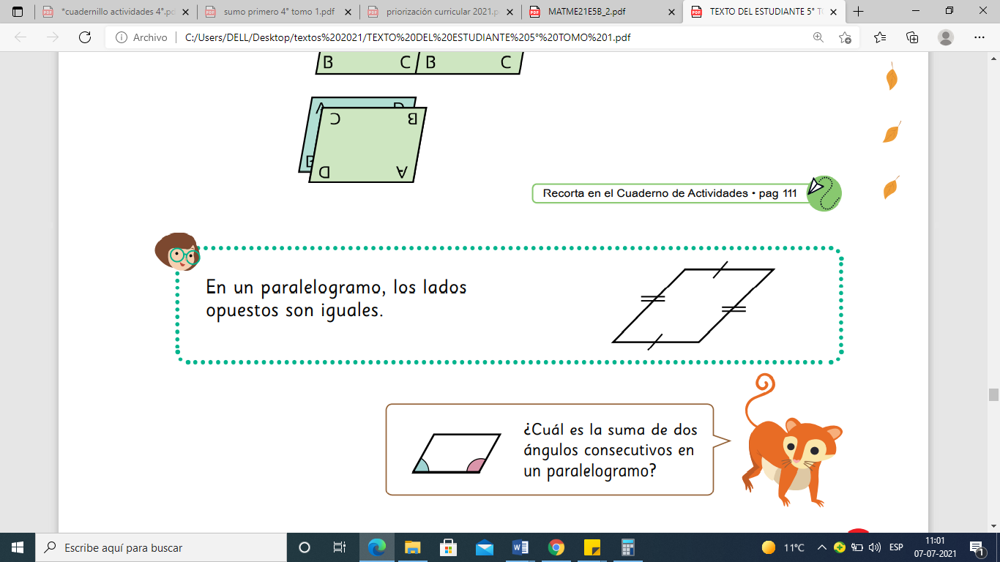 *cuadernillo actividades 4°.pd
sumo primero 4° tomo 1.pdf
priorización curricular 2021.p
MATME21E5B_2.pdf
TEXTO DEL ESTUDIANTE 5° T
Archivo
C:/Users/DELL/Desktop/textos%202021/TEXTO%20DEL%20ESTUDIANTE%205°%20TOMO%201.pdf
B C B C
A D
C B
B
D A
Recorta en el Cuaderno de Actividades • pag 111
En un paralelogramo, los lados
opuestos son iguales.
¿Cuál es la suma de dos
ángulos consecutivos en
un paralelogramo?
Escribe aquí para buscar
11°C
ESP
11:01
07-07-2021
1